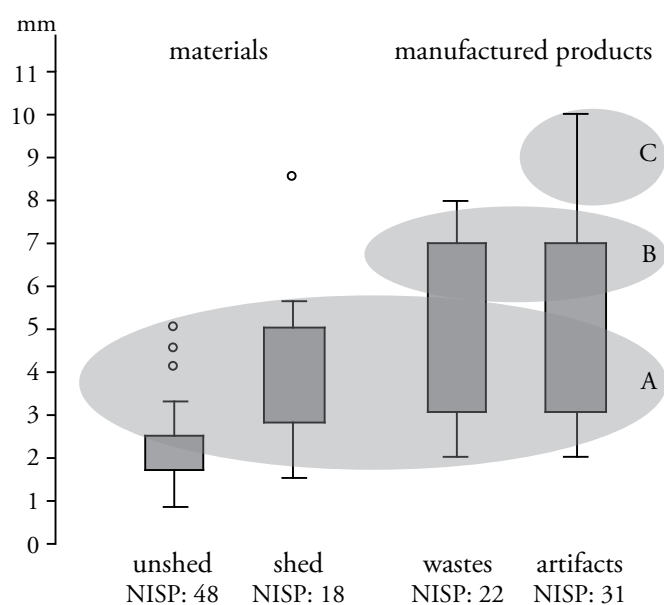 mm
materials manufactured products
11
10
9
8
7
6
5
4
3
2
1
0
C
B
A
unshed shed wastes artifacts
NISP: 48 NISP: 18 NISP: 22 NISP: 31